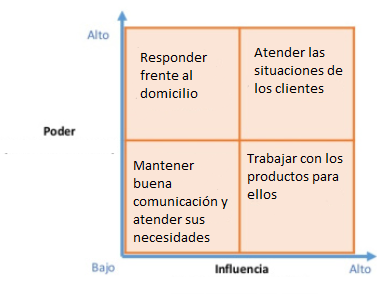 Alto
Responder
frente al
domicilio
Atender las
situaciones de
los clientes
Poder
Mantener
buena
comunicación y
atender sus
necesidades
Trabajar con los
productos para
ellos
Bajo
Influencia
Alto